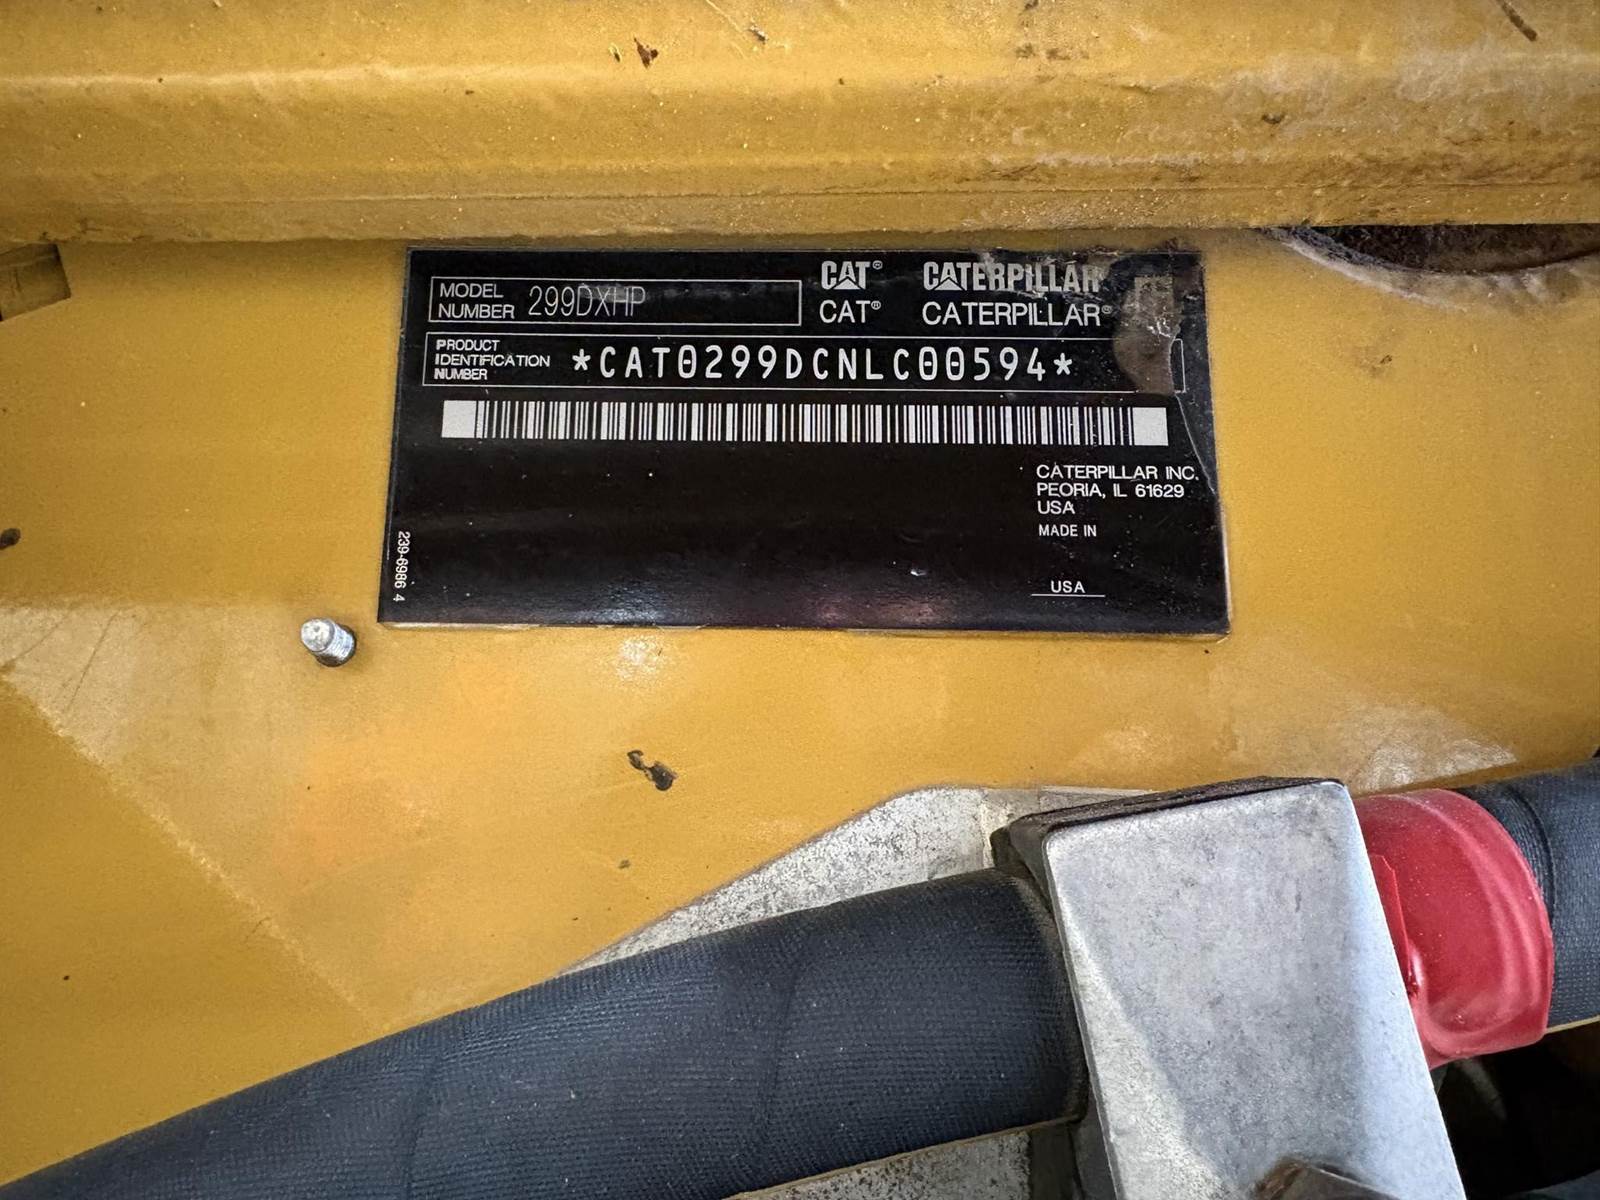 CAT® CATERPILLAR
MODEL NUMBER 299DXHP
CAT® CATERPILLAR®
PRODUCT
IDENTIFICATION
NUMBER
*CAT0299DCNLC00594*
CATERPILLAR INC.
PEORIA, IL 61629
USA
MADE IN
USA
239-6986 4